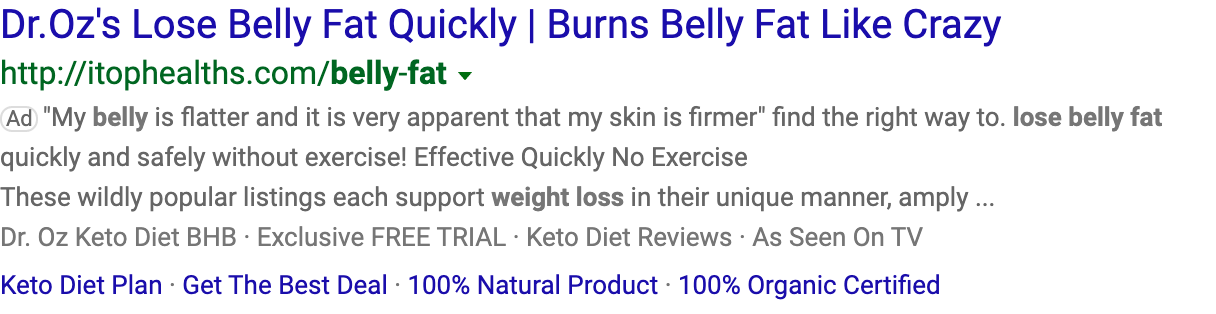 Dr.Oz's Lose Belly Fat Quickly | Burns Belly Fat Like Crazy
http://itophealths.com/belly-fat
Ad "My belly is flatter and it is very apparent that my skin is firmer" find the right way to. lose belly fat
quickly and safely without exercise! Effective Quickly No Exercise
These wildly popular listings each support weight loss in their unique manner, amply ...
Dr. Oz Keto Diet BHB · Exclusive FREE TRIAL · Keto Diet Reviews · As Seen On TV
Keto Diet Plan · Get The Best Deal · 100% Natural Product · 100% Organic Certified